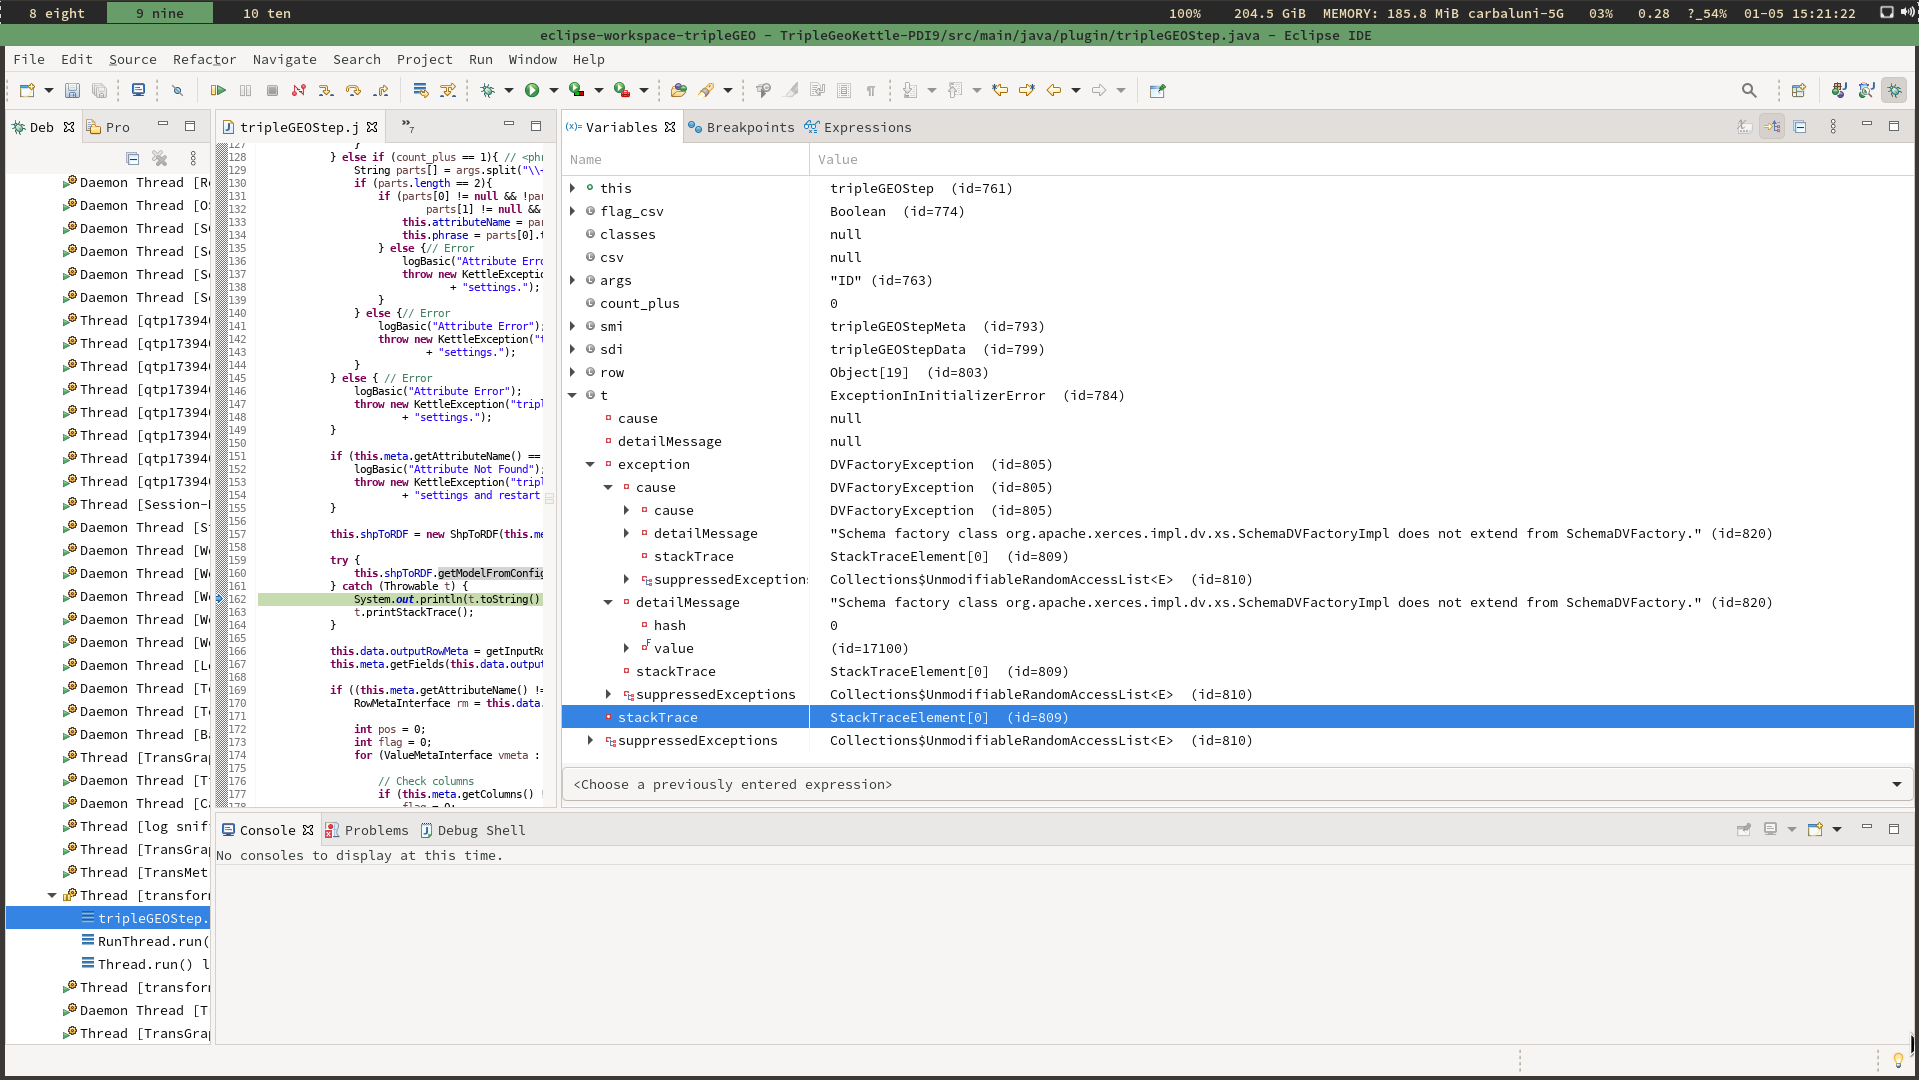 8 eight 9 nine 10 ten 100% 204.5 GiB MEMORY: 185.8 MiB carbaluni-5G 03% 0.28 ?_54% 01-05 15:21:22
eclipse-workspace-tripleGEO - TripleGeoKettle-PDI9/src/main/java/plugin/tripleGEOStep.java - Eclipse IDE
File Edit Source Refactor Navigate Search Project Run Window Help
Deb Pro
Daemon Thread [R
Daemon Thread [OS
Daemon Thread [S
Daemon Thread [Se
Daemon Thread [Se
Daemon Thread [Se
Thread [qtp17394
Thread [qtp17394
Thread [qtp17394
Thread [qtp17394
Thread [qtp17394
Thread [qtp17394
Thread [qtp17394
Thread [qtp17394
Thread [Session-
Daemon Thread [St
Daemon Thread [We
Daemon Thread [We
Daemon Thread [We
Daemon Thread [We
Daemon Thread [We
Daemon Thread [L
Daemon Thread [T
Daemon Thread [T
Daemon Thread [Ba
Thread [TransGra
Daemon Thread [T
Daemon Thread [Ca
Thread [log snif
Thread [TransGra
Thread [TransMet
Thread [transfor
tripleGEOStep.
RunThread.run(
Thread.run() l
Thread [transfor
Daemon Thread [T
Thread [TransGra
tripleGEOStep.j »7
127 }
128 } else if (count_plus == 1){ // <phr
129 String parts[] = args.split("\\
130 if (parts.length == 2){
131 if (parts[0] != null && !par
132 parts[1] != null &&
133 this.attributeName = par
134 this.phrase = parts[0].t
135 } else {// Error
136 logBasic("Attribute Erro
137 throw new KettleExceptio
138 + "settings.");
139 }
140 } else {// Error
141 logBasic("Attribute Error");
142 throw new KettleException("t
143 + "settings.");
144 }
145 } else { // Error
146 logBasic("Attribute Error");
147 throw new KettleException("tripl
148 + "settings.");
149 }
150
151 if (this.meta.getAttributeName() ==
152 logBasic("Attribute Not Found");
153 throw new KettleException("tripl
154 + "settings and restart
155 }
156
157 this.shpToRDF = new ShpToRDF(this.me
158
159 try {
160 this.shpToRDF.getModelFromConfig
161 } catch (Throwable t) {
162 System.out.println(t.toString()
163 t.printStackTrace();
164 }
165
166 this.data.outputRowMeta = getInputRo
167 this.meta.getFields(this.data.output
168
169 if ((this.meta.getAttributeName() !=
170 RowMetaInterface rm = this.data.
171
172 int pos = 0;
173 int flag = 0;
174 for (ValueMetaInterface vmeta :
175
176 // Check columns
177 if (this.meta.getColumns() !
178 flag = 0;
Variables Breakpoints Expressions
Name Value
this tripleGEOStep (id=761)
flag_csv Boolean (id=774)
classes null
csv null
args "ID" (id=763)
count_plus 0
smi tripleGEOStepMeta (id=793)
sdi tripleGEOStepData (id=799)
row Object[19] (id=803)
t ExceptionInInitializerError (id=784)
cause null
detailMessage null
exception DVFactoryException (id=805)
cause DVFactoryException (id=805)
cause DVFactoryException (id=805)
detailMessage "Schema factory class org.apache.xerces.impl.dv.xs.SchemaDVFactoryImpl does not extend from SchemaDVFactory." (id=820)
stackTrace StackTraceElement[0] (id=809)
suppressedExceptions Collections$UnmodifiableRandomAccessList<E> (id=810)
detailMessage "Schema factory class org.apache.xerces.impl.dv.xs.SchemaDVFactoryImpl does not extend from SchemaDVFactory." (id=820)
hash 0
value (id=17100)
stackTrace StackTraceElement[0] (id=809)
suppressedExceptions Collections$UnmodifiableRandomAccessList<E> (id=810)
stackTrace StackTraceElement[0] (id=809)
suppressedExceptions Collections$UnmodifiableRandomAccessList<E> (id=810)
<Choose a previously entered expression>
Console Problems Debug Shell
No consoles to display at this time.